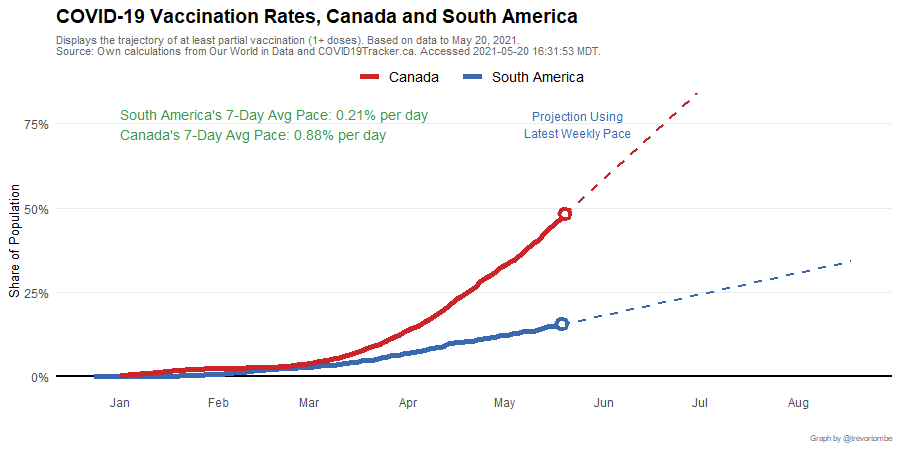 COVID-19 Vaccination Rates, Canada and South America
Displays the trajectory of at least partial vaccination (1+ doses). Based on data to May 20, 2021.
Source: Own calculations from Our World in Data and COVID19Tracker.ca. Accessed 2021-05-20 16:31:53 MDT.
Canada South America
South America's 7-Day Avg Pace: 0.21% per day
Canada's 7-Day Avg Pace: 0.88% per day
Projection Using
Latest Weekly Pace
Share of Population
75%
50%
25%
0%
Jan Feb Mar Apr May Jun Jul Aug
Graph by @trevortombe